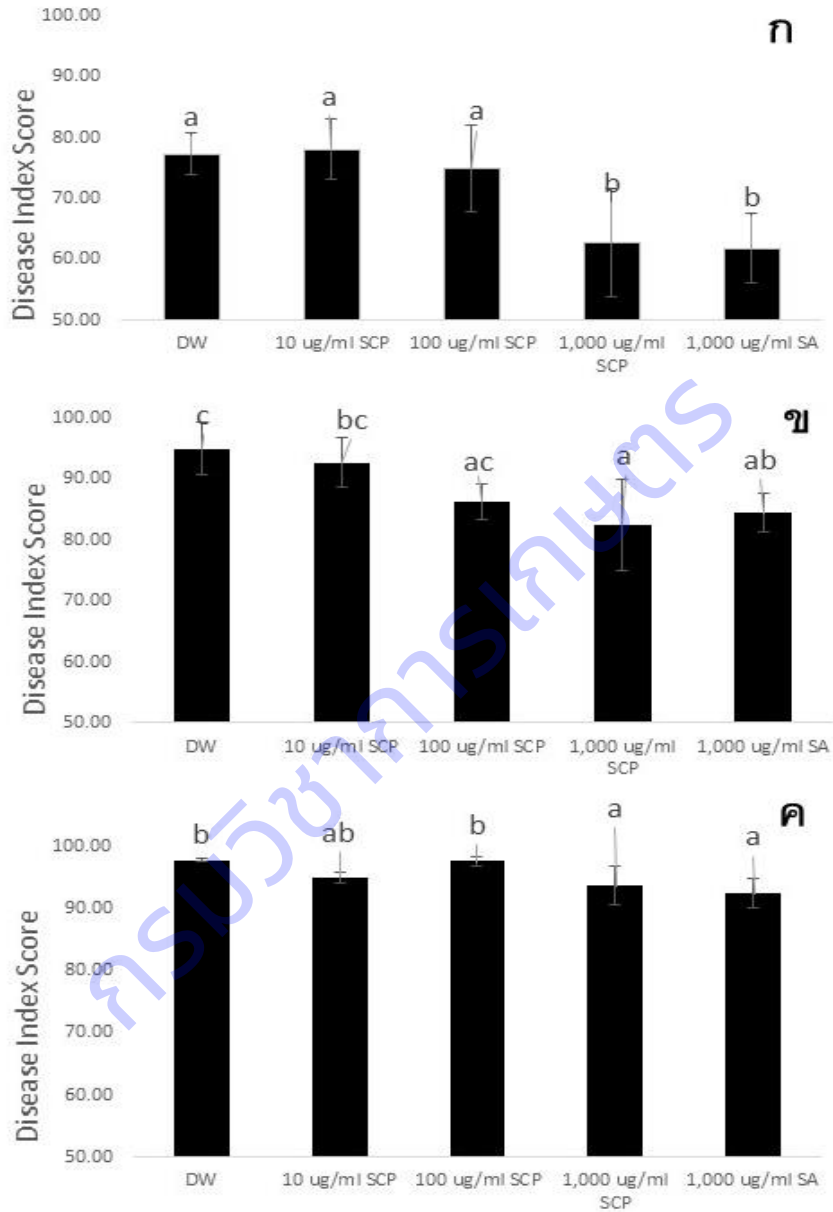 ก
100.00
90.00
80.00
70.00
60.00
50.00
Disease Index Score
a
a
a
b
b
DW
10 ug/ml SCP
100 ug/ml SCP
1,000 ug/ml SCP
1,000 ug/ml SA
ข
100.00
90.00
80.00
70.00
60.00
50.00
Disease Index Score
c
bc
ac
a
ab
DW
10 ug/ml SCP
100 ug/ml SCP
1,000 ug/ml SCP
1,000 ug/ml SA
ค
100.00
90.00
80.00
70.00
60.00
50.00
Disease Index Score
b
ab
b
a
a
DW
10 ug/ml SCP
100 ug/ml SCP
1,000 ug/ml SCP
1,000 ug/ml SA
กรมวิชาการเกษตร